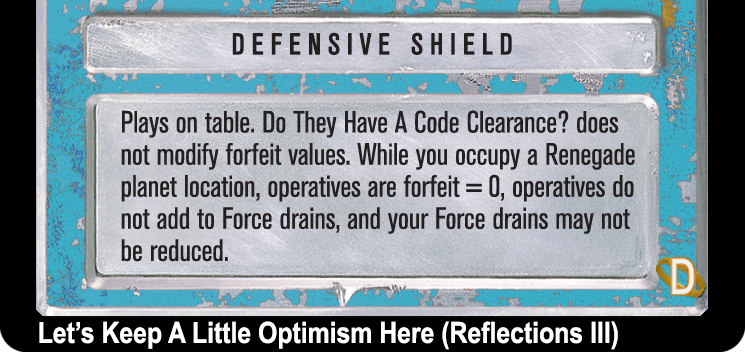 DEFENSIVE SHIELD
Plays on table. Do They Have A Code Clearance? does
not modify forfeit values. While you occupy a Renegade
planet location, operatives are forfeit = 0, operatives do
not add to Force drains, and your Force drains may not
be reduced.
D
Let's Keep A Little Optimism Here (Reflections III)